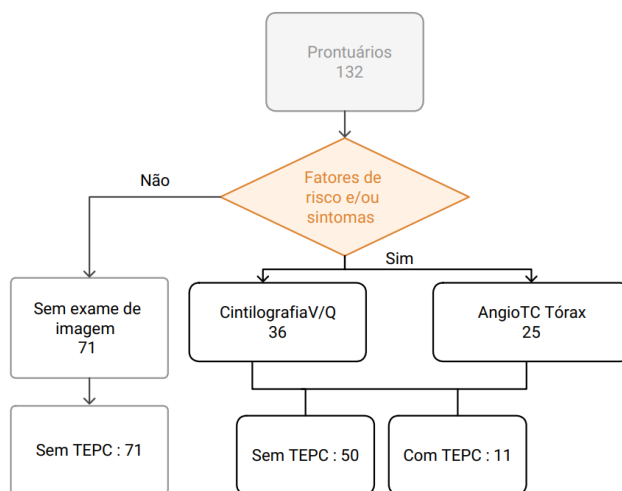 Prontuários
132
Fatores de
risco e/ou
sintomas
Não
Sim
Sem exame de
imagem
71
CintilografiaV/Q
36
AngioTC Tórax
25
Sem TEPC : 71
Sem TEPC : 50
Com TEPC : 11